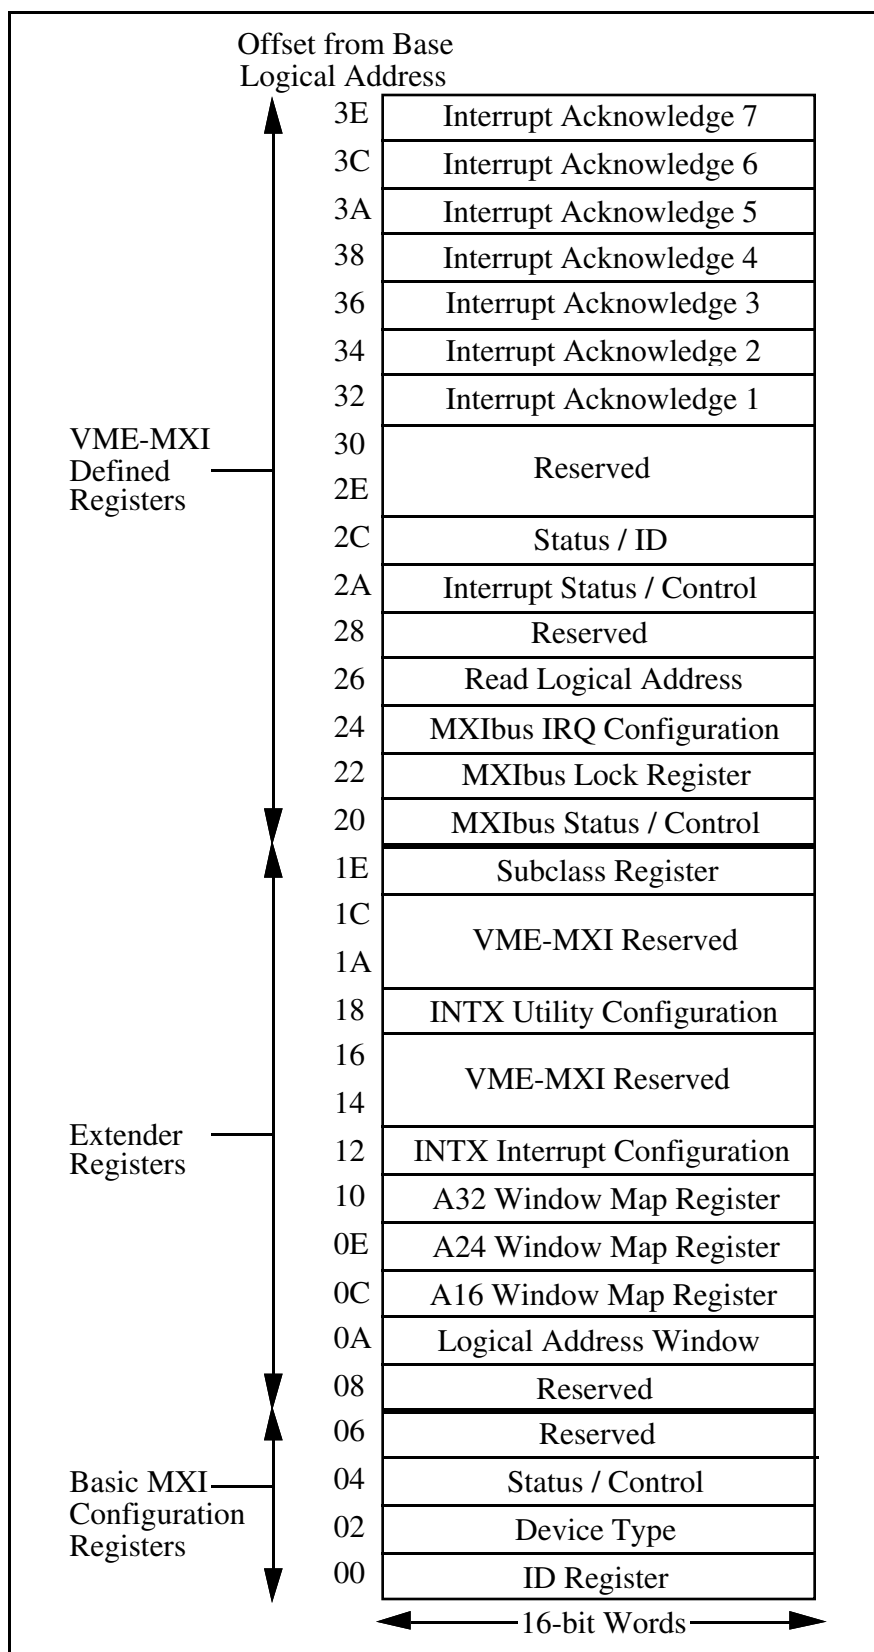 Offset from Base
Logical Address
3E Interrupt Acknowledge 7
3C Interrupt Acknowledge 6
3A Interrupt Acknowledge 5
38 Interrupt Acknowledge 4
36 Interrupt Acknowledge 3
34 Interrupt Acknowledge 2
32 Interrupt Acknowledge 1
VME-MXI
Defined
Registers
30
Reserved
2E
2C Status / ID
2A Interrupt Status / Control
28 Reserved
26 Read Logical Address
24 MXIbus IRQ Configuration
22 MXIbus Lock Register
20 MXIbus Status / Control
1E Subclass Register
1C
VME-MXI Reserved
1A
18 INTX Utility Configuration
16
VME-MXI Reserved
14
Extender
Registers
12 INTX Interrupt Configuration
10 A32 Window Map Register
0E A24 Window Map Register
0C A16 Window Map Register
0A Logical Address Window
08 Reserved
06 Reserved
Basic MXI
Configuration
Registers
04 Status / Control
02 Device Type
00 ID Register
16-bit Words